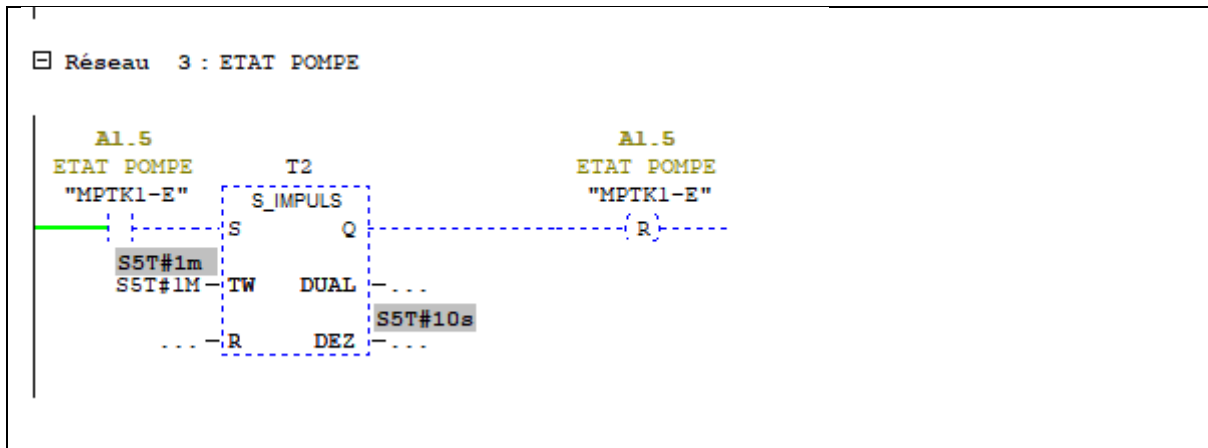 Réseau 3 : ETAT POMPE
A1.5 A1.5
ETAT POMPE T2 ETAT POMPE
"MPTK1-E" S_IMPULS "MPTK1-E"
S Q R
S5T#1m
S5T#1M TW DUAL ...
S5T#10s
... R DEZ ...